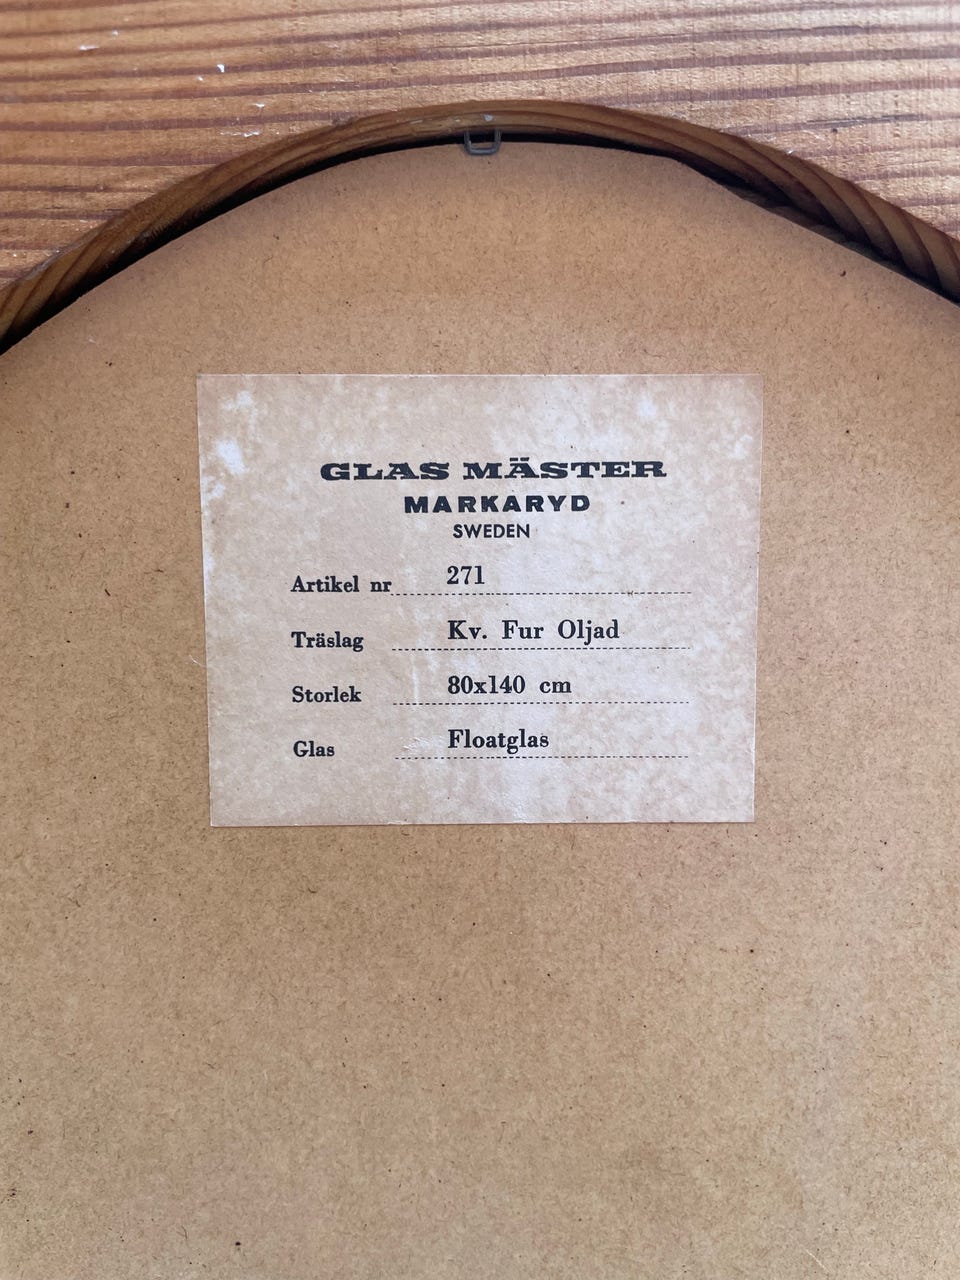 GLAS MÄSTER
MARKARYD
SWEDEN
Artikel nr 271
Träslag Kv. Fur Oljad
Storlek 80x140 cm
Glas Floatglas